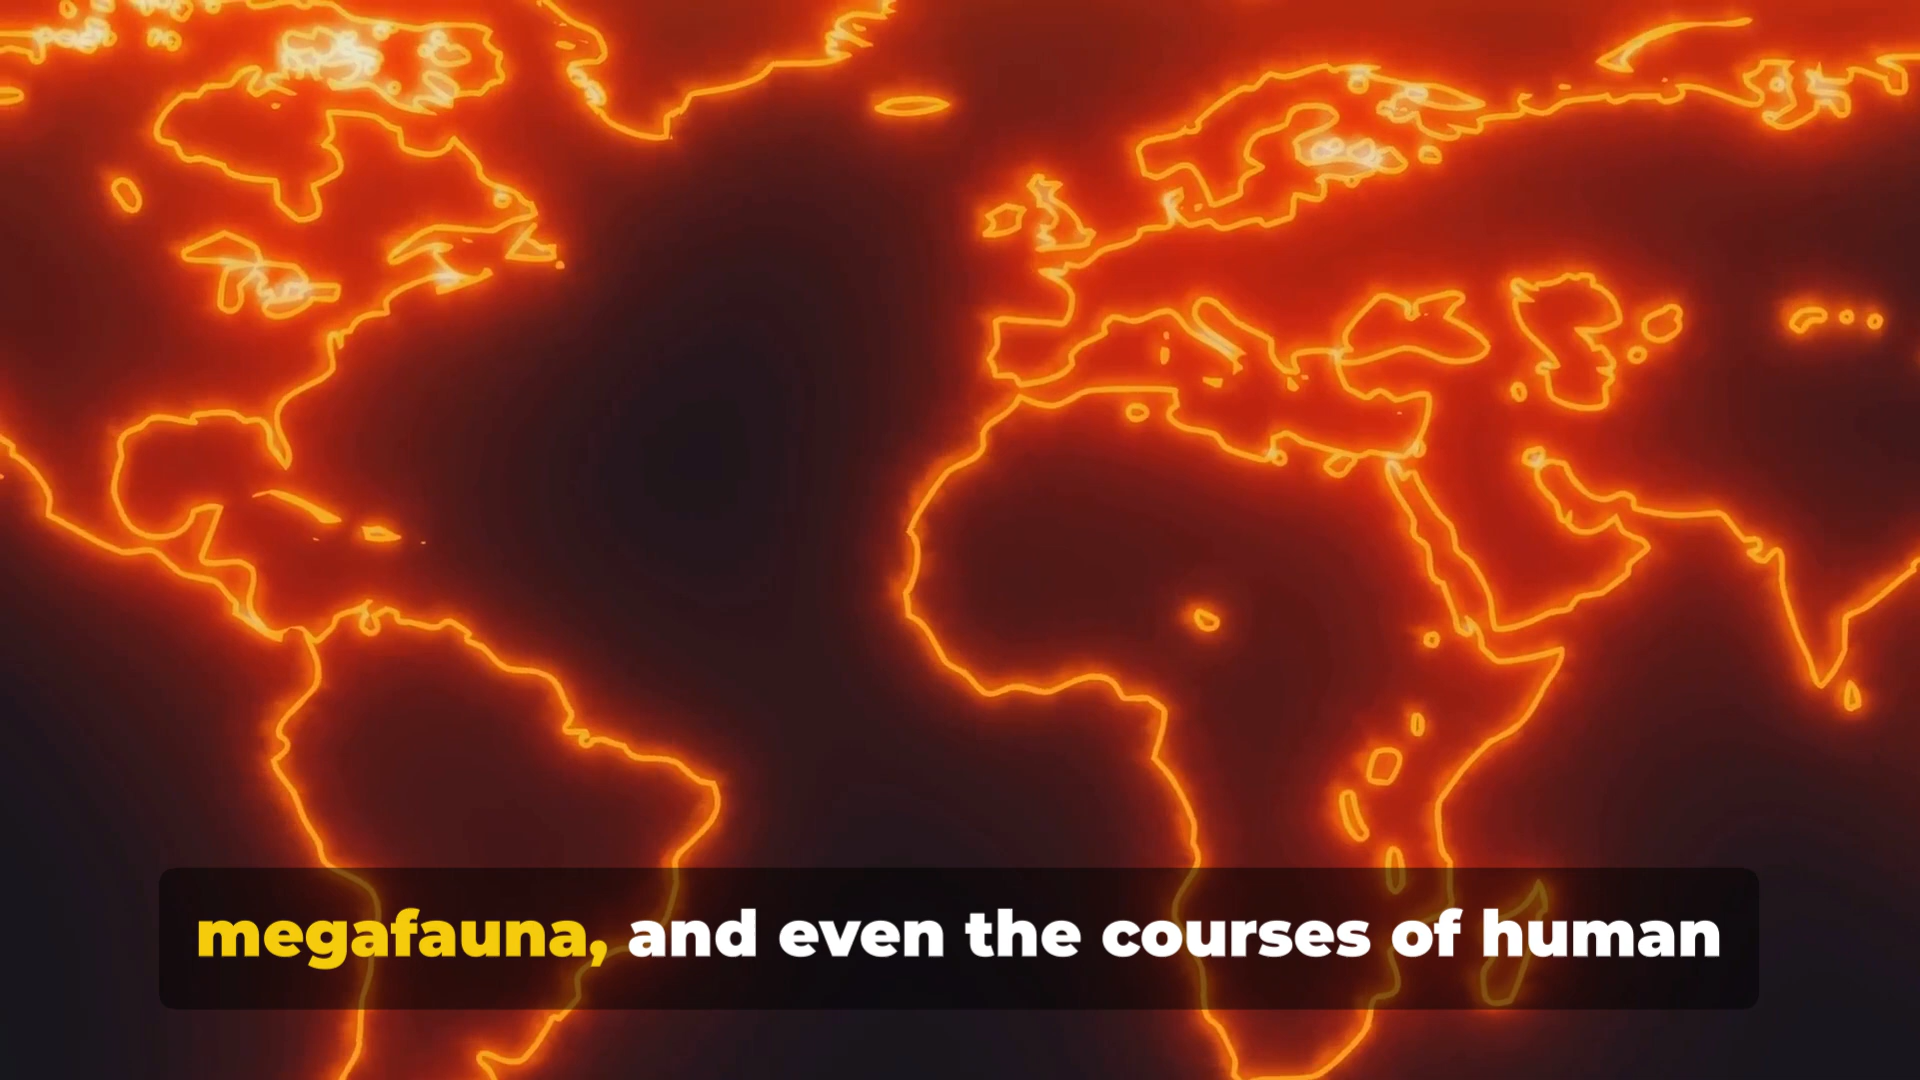 megafauna, and even the courses of human